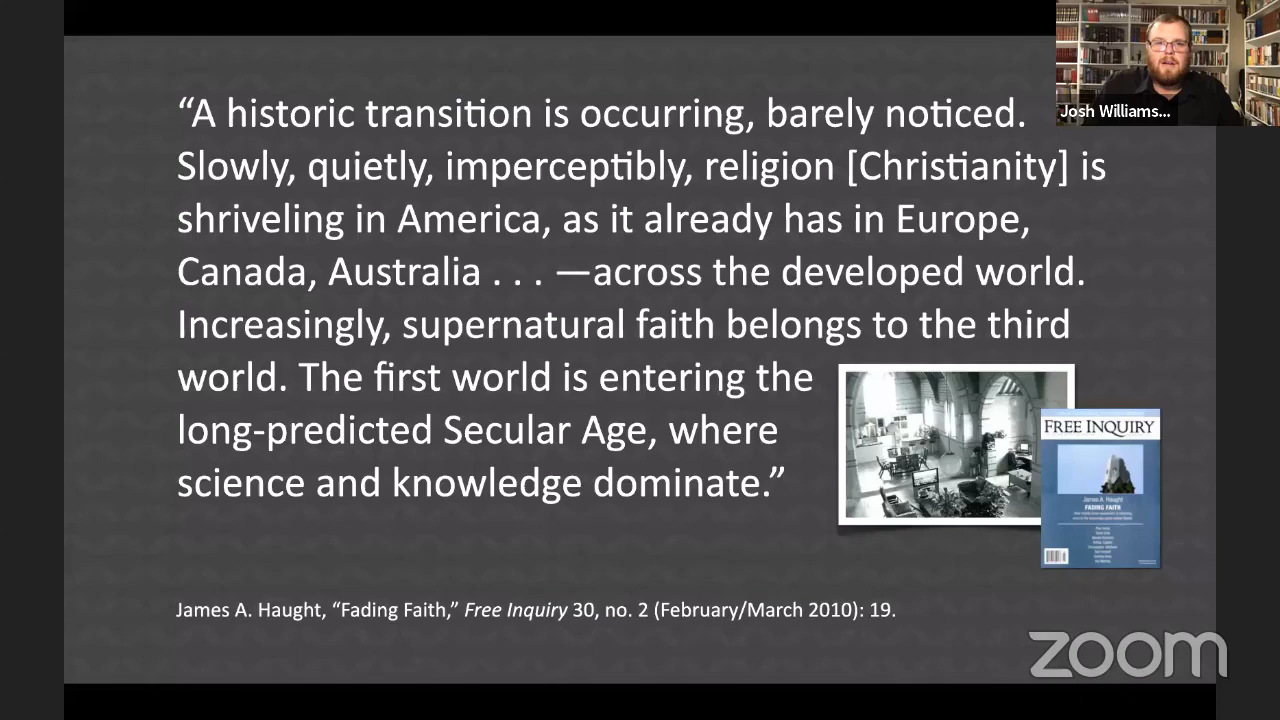 “A historic transition is occurring, barely noticed.
Slowly, quietly, imperceptibly, religion [Christianity] is
shriveling in America, as it already has in Europe,
Canada, Australia . . . —across the developed world.
Increasingly, supernatural faith belongs to the third
world. The first world is entering the
long-predicted Secular Age, where
science and knowledge dominate.”
James A. Haught, “Fading Faith,” Free Inquiry 30, no. 2 (February/March 2010): 19.
Josh Williams...
FREE INQUIRY
James A. Haught
FADING FAITH
zoom